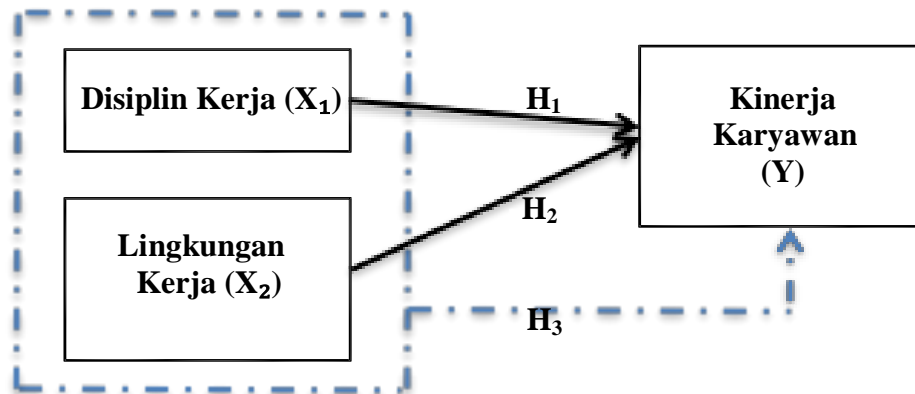 Disiplin Kerja (X₁)
H₁
Kinerja
Karyawan
(Y)
Lingkungan
Kerja (X₂)
H₂
H₃